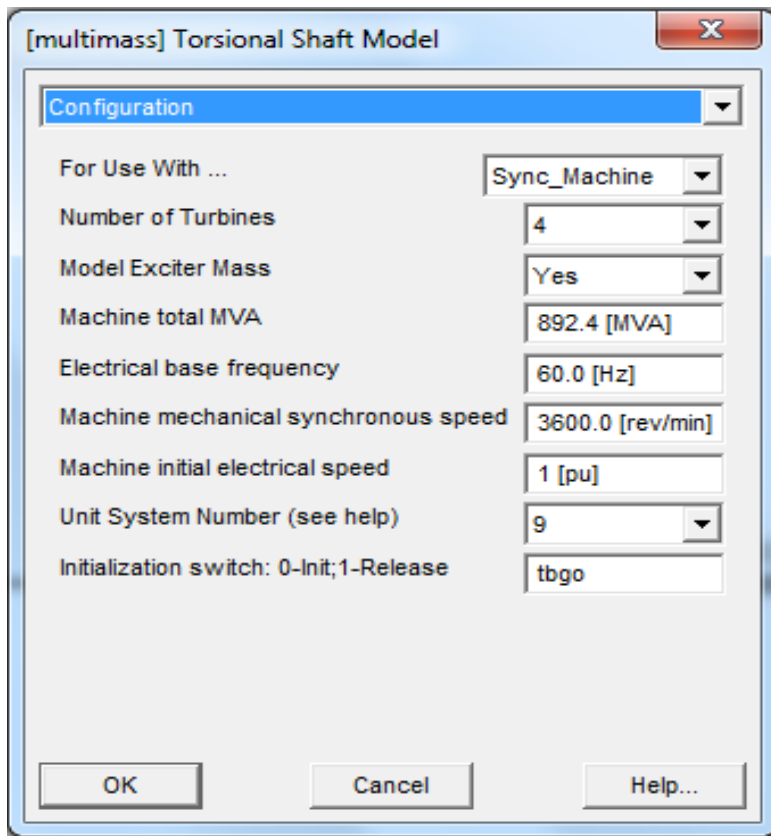 [multimass] Torsional Shaft Model
Configuration
For Use With ... Sync_Machine
Number of Turbines 4
Model Exciter Mass Yes
Machine total MVA 892.4 [MVA]
Electrical base frequency 60.0 [Hz]
Machine mechanical synchronous speed 3600.0 [rev/min]
Machine initial electrical speed 1 [pu]
Unit System Number (see help) 9
Initialization switch: 0-Init;1-Release tbgo
OK Cancel Help...